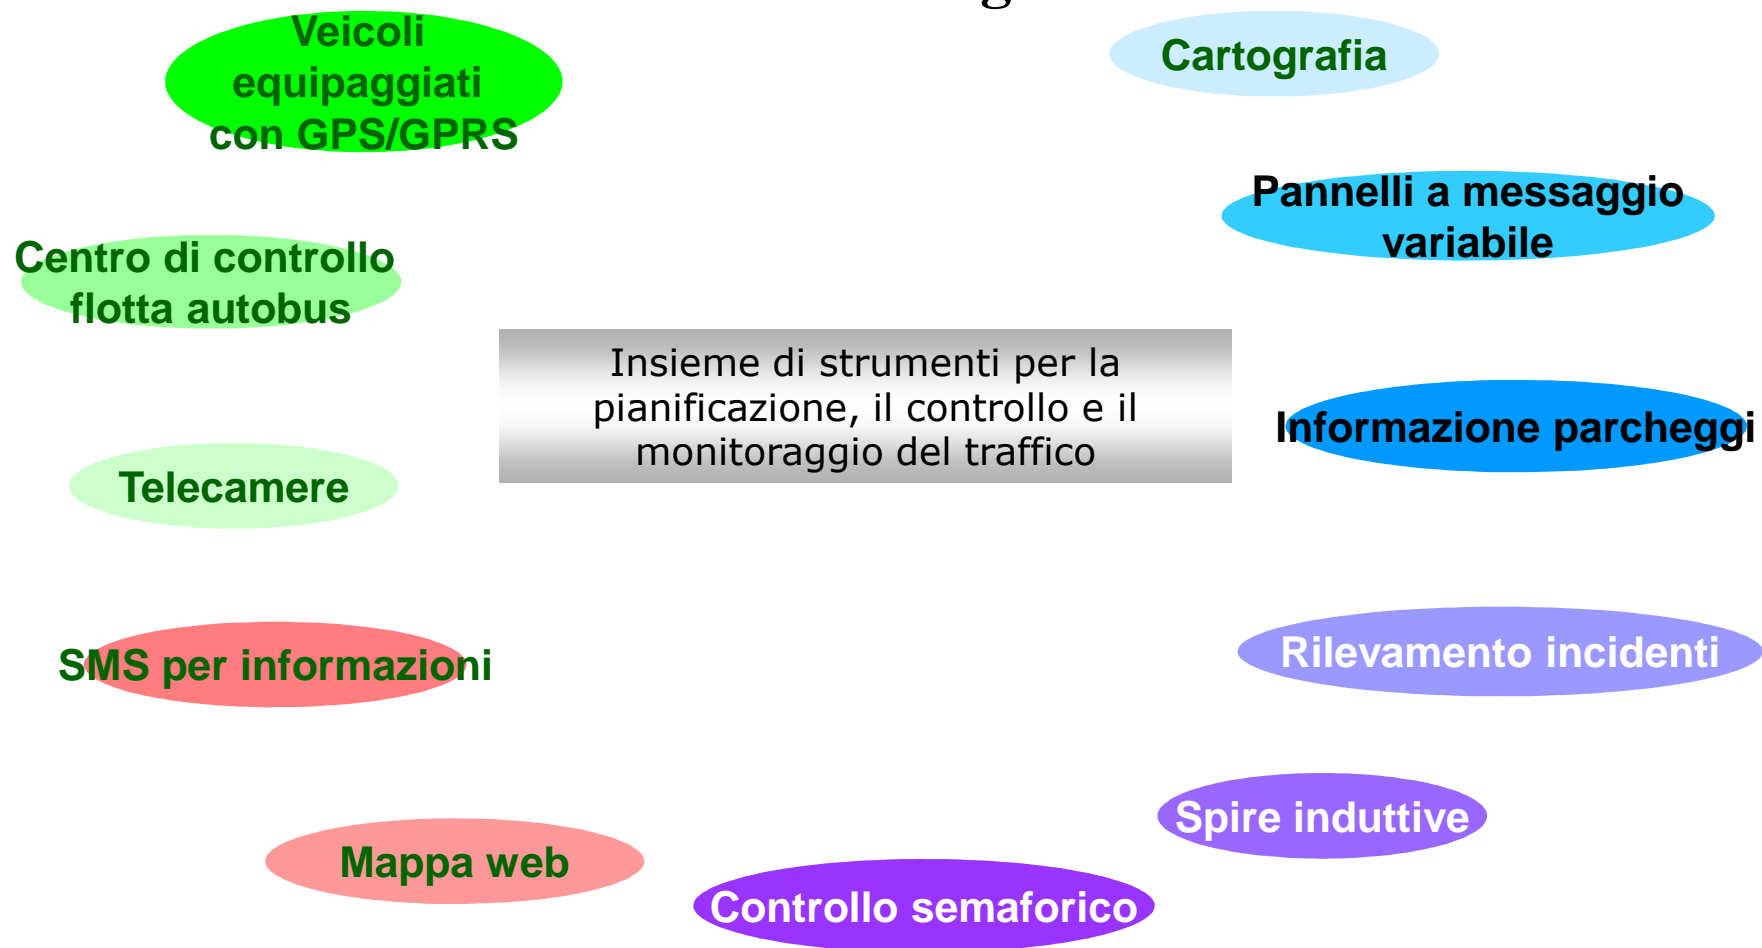 Veicoli
equipaggiati
con GPS/GPRS
Cartografia
Pannelli a messaggio
variabile
Centro di controllo
flotta autobus
Insieme di strumenti per la
pianificazione, il controllo e il
monitoraggio del traffico
Informazione parcheggi
Telecamere
Rilevamento incidenti
SMS per informazioni
Spire induttive
Mappa web
Controllo semaforico